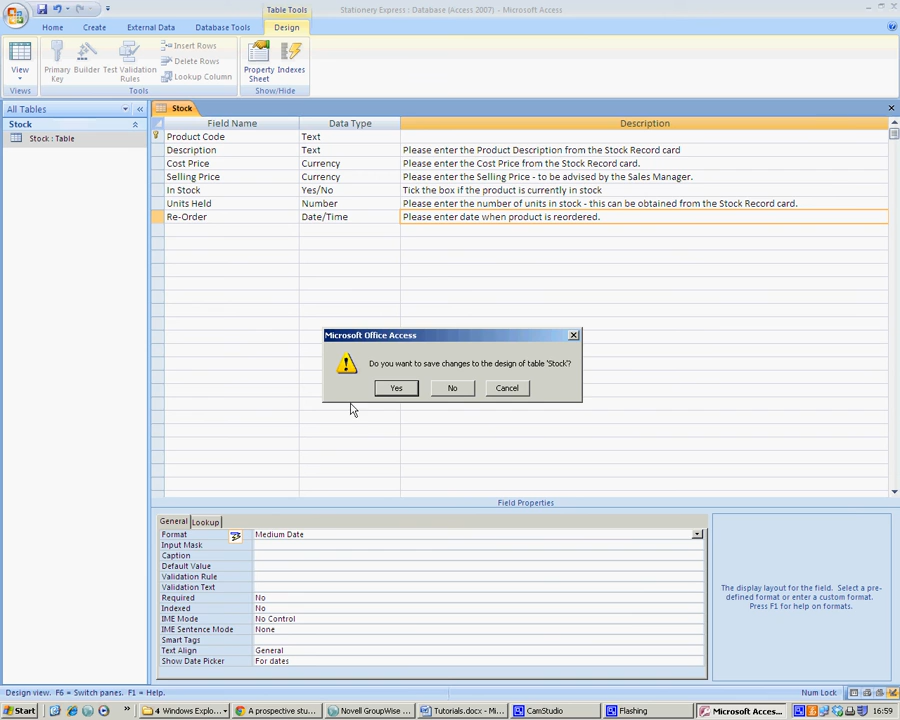 Table Tools
Stationery Express : Database (Access 2007) - Microsoft Access
Home Create External Data Database Tools Design
View
Primary Key
Builder
Test Validation Rules
Insert Rows
Delete Rows
Lookup Column
Property Sheet
Indexes
Views
Tools
Show/Hide
All Tables
Stock
Stock : Table
Stock
Field Name Data Type Description
Product Code Text
Description Text Please enter the Product Description from the Stock Record card
Cost Price Currency Please enter the Cost Price from the Stock Record card.
Selling Price Currency Please enter the Selling Price - to be advised by the Sales Manager.
In Stock Yes/No Tick the box if the product is currently in stock
Units Held Number Please enter the number of units in stock - this can be obtained from the Stock Record card.
Re-Order Date/Time Please enter date when product is reordered.
Microsoft Office Access
Do you want to save changes to the design of table 'Stock'?
Yes No Cancel
Field Properties
General Lookup
Format Medium Date
Input Mask
Caption
Default Value
Validation Rule
Validation Text
Required No
Indexed No
IME Mode No Control
IME Sentence Mode None
Smart Tags
Text Align General
Show Date Picker For dates
The display layout for the field. Select a pre-
defined format or enter a custom format.
Press F1 for help on formats.
Design view. F6 = Switch panes. F1 = Help.
Num Lock
Start
4 Windows Explo...
A prospective stu...
Novell GroupWise ...
Tutorials.docx - Mi...
CamStudio
Flashing
Microsoft Acces...
16:59